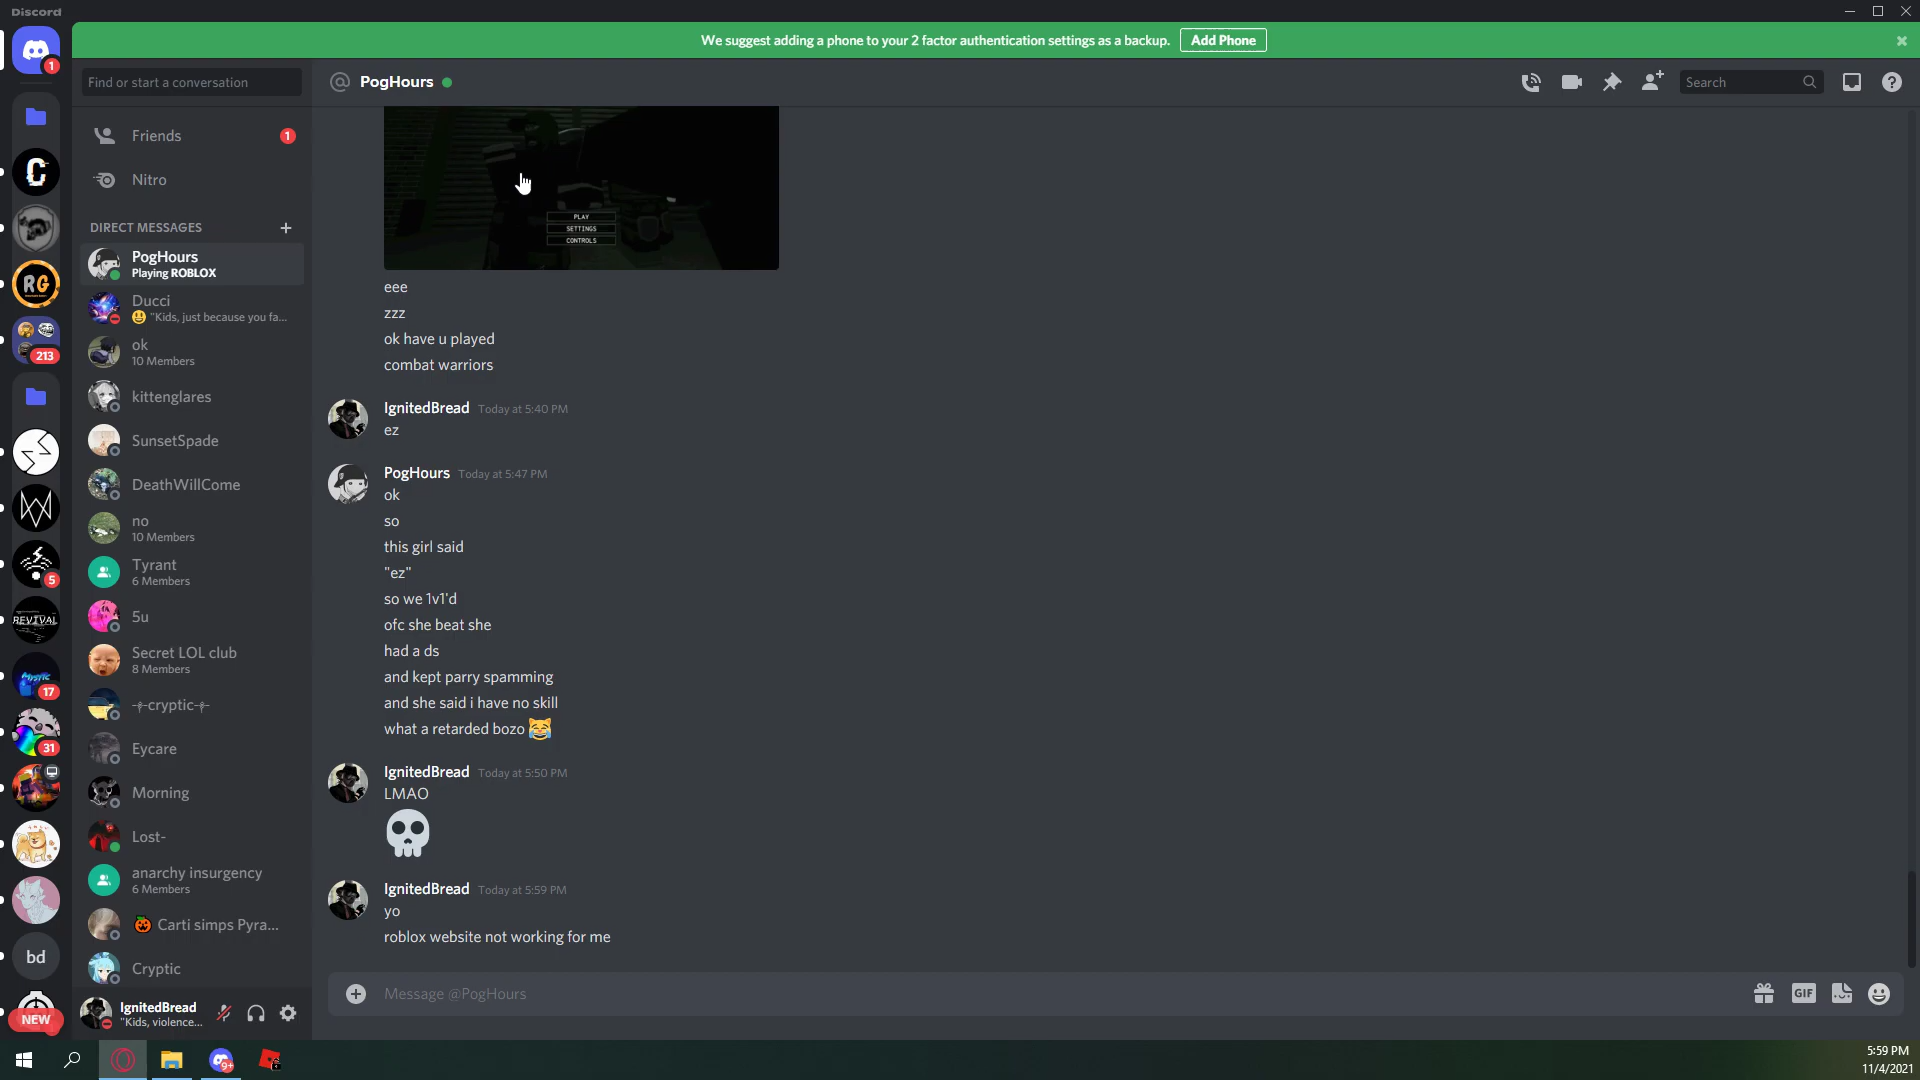 Discord
We suggest adding a phone to your 2 factor authentication settings as a backup. Add Phone
1
Find or start a conversation
PogHours
Search
Friends 1
Nitro
DIRECT MESSAGES
PogHours
Playing ROBLOX
Ducci
"Kids, just because you fa...
ok
10 Members
kittenglares
SunsetSpade
DeathWillCome
no
10 Members
Tyrant
6 Members
5u
Secret LOL club
8 Members
-cryptic-
Eycare
Morning
Lost-
anarchy insurgency
6 Members
Carti simps Pyra...
Cryptic
IgnitedBread
"Kids, violence...
C
RG
213
5
REVIVAL
MYSTIC
17
31
bd
NEW
PLAY
SETTINGS
CONTROLS
eee
zzz
ok have u played
combat warriors
IgnitedBread Today at 5:40 PM
ez
PogHours Today at 5:47 PM
ok
so
this girl said
"ez"
so we 1v1'd
ofc she beat she
had a ds
and kept parry spamming
and she said i have no skill
what a retarded bozo
IgnitedBread Today at 5:50 PM
LMAO
IgnitedBread Today at 5:59 PM
yo
roblox website not working for me
Message @PogHours
GIF
9+
5:59 PM
11/4/2021